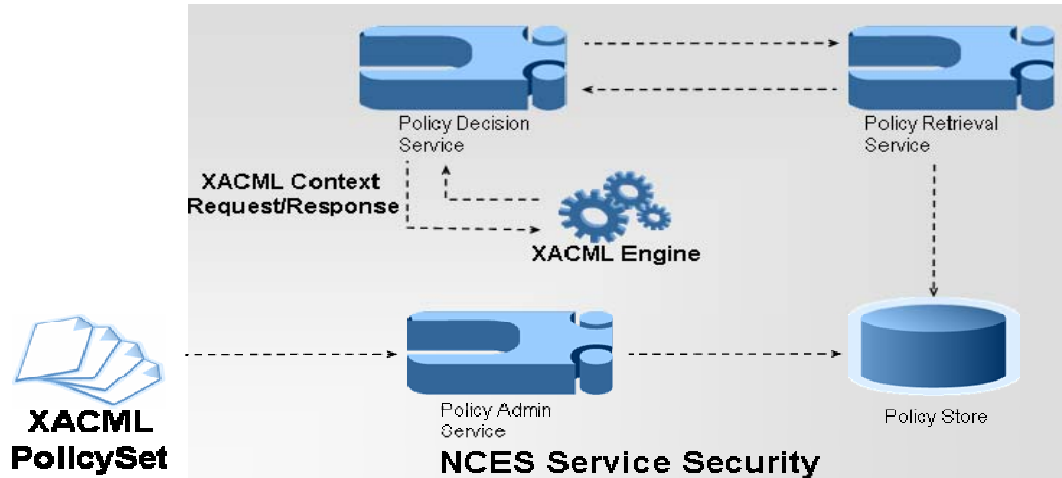 Policy Decision
Service
Policy Retrieval
Service
XACML Context
Request/Response
XACML Engine
XACML
PolicySet
Policy Admin
Service
Policy Store
NCES Service Security